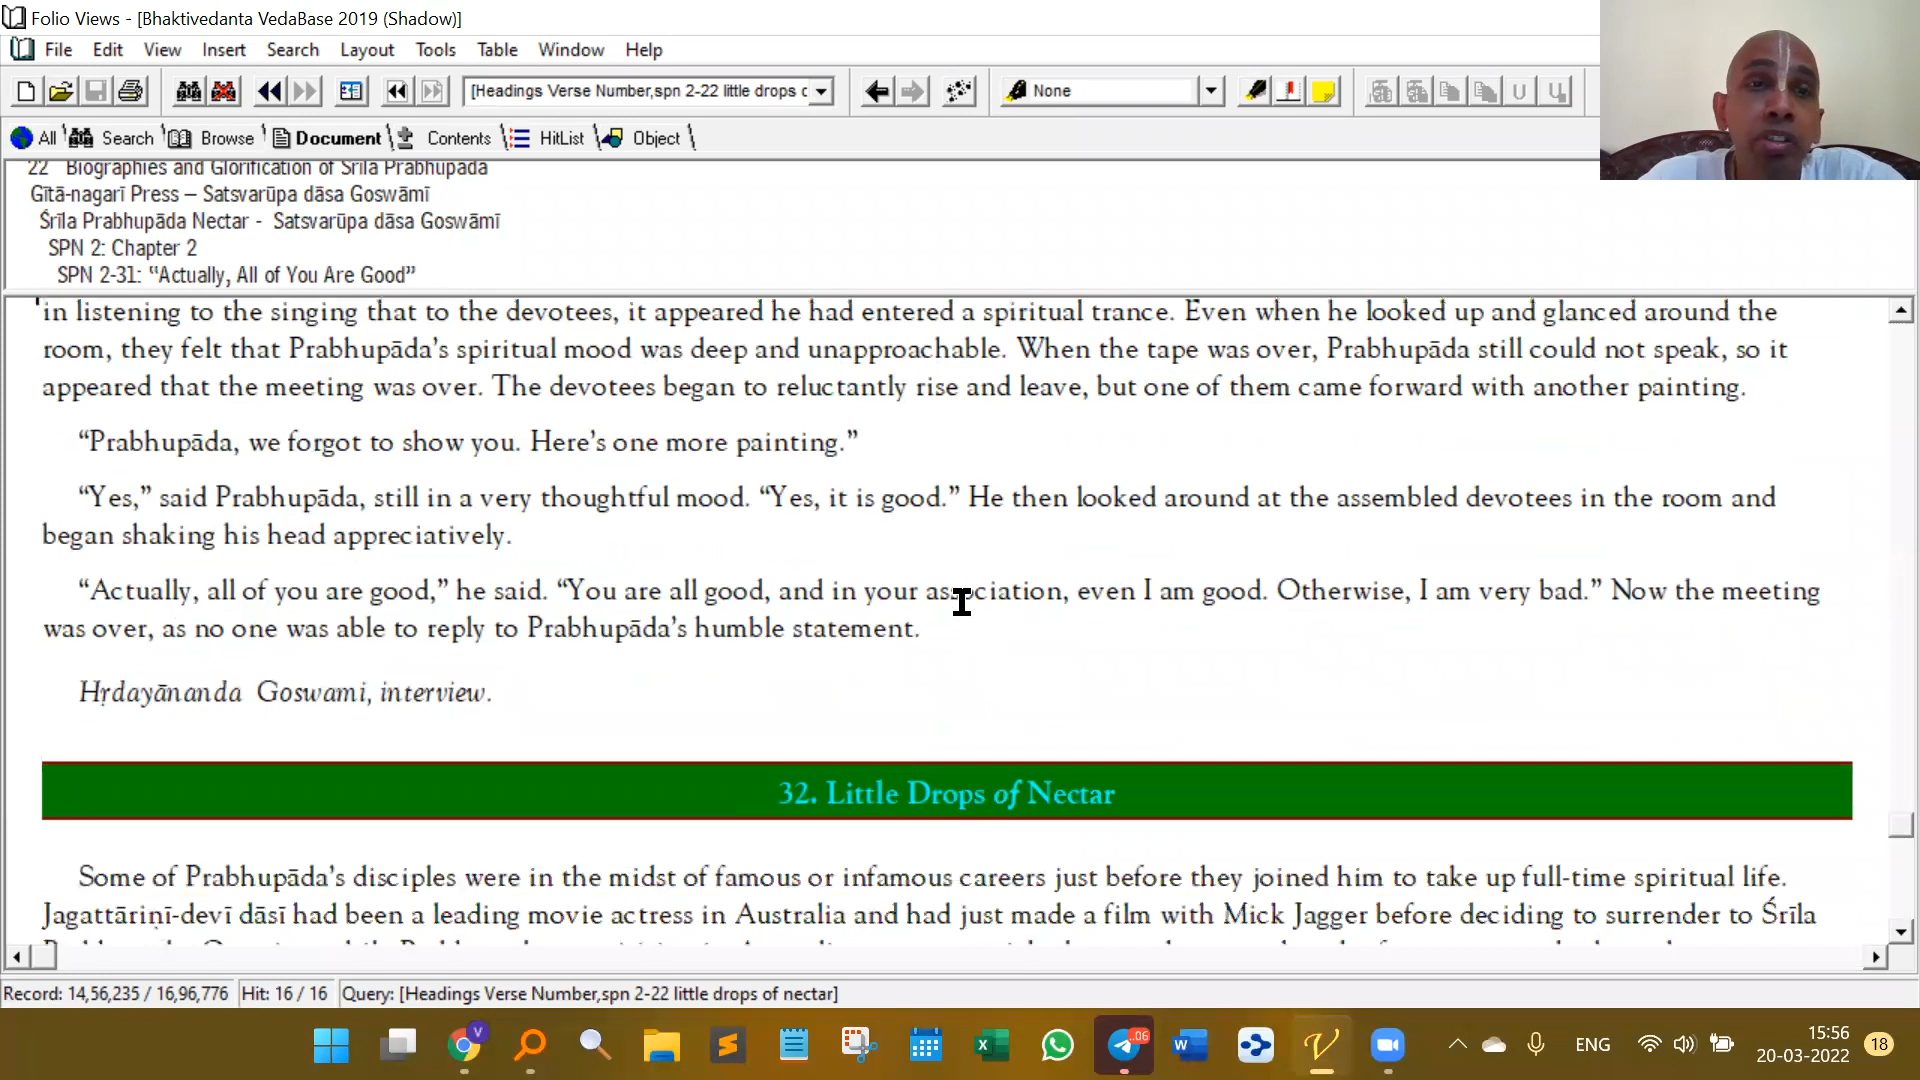 Folio Views - [Bhaktivedanta VedaBase 2019 (Shadow)]
File Edit View Insert Search Layout Tools Table Window Help
[Headings Verse Number,spn 2-22 little drops c None
All Search Browse Document Contents HitList Object
22 Biographies and Glorification of Śrīla Prabhupāda
Gītā-nagarī Press – Satsvarūpa dāsa Goswāmī
Śrīla Prabhupāda Nectar - Satsvarūpa dāsa Goswāmī
SPN 2: Chapter 2
SPN 2-31: “Actually, All of You Are Good”
in listening to the singing that to the devotees, it appeared he had entered a spiritual trance. Even when he looked up and glanced around the
room, they felt that Prabhupāda’s spiritual mood was deep and unapproachable. When the tape was over, Prabhupāda still could not speak, so it
appeared that the meeting was over. The devotees began to reluctantly rise and leave, but one of them came forward with another painting.
“Prabhupāda, we forgot to show you. Here’s one more painting.”
“Yes,” said Prabhupāda, still in a very thoughtful mood. “Yes, it is good.” He then looked around at the assembled devotees in the room and
began shaking his head appreciatively.
“Actually, all of you are good,” he said. “You are all good, and in your association, even I am good. Otherwise, I am very bad.” Now the meeting
was over, as no one was able to reply to Prabhupāda’s humble statement.
Hṛdayānanda Goswami, interview.
32. Little Drops of Nectar
Some of Prabhupāda’s disciples were in the midst of famous or infamous careers just before they joined him to take up full-time spiritual life.
Jagattāriṇī-devī dāsī had been a leading movie actress in Australia and had just made a film with Mick Jagger before deciding to surrender to Śrīla
Record: 14,56,235 / 16,96,776 Hit: 16 / 16 Query: [Headings Verse Number,spn 2-22 little drops of nectar]
V ..06 ENG 15:56 18
20-03-2022